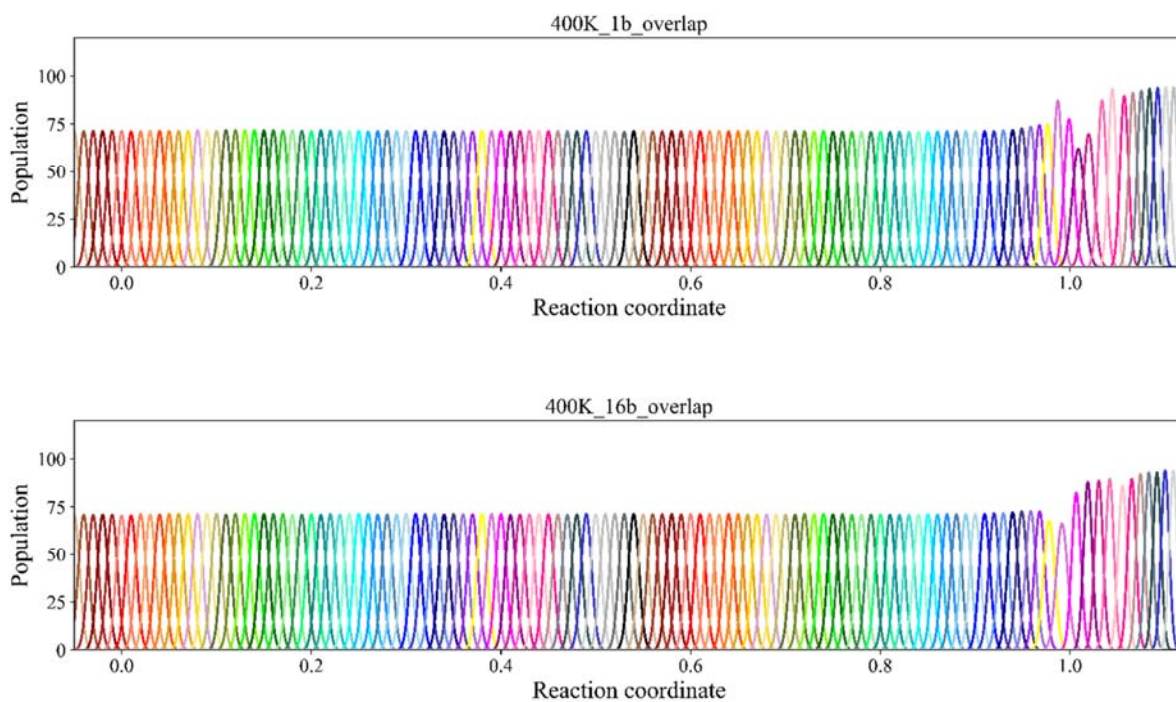 400K_1b_overlap
100
75
50
25
0
Population
0.0 0.2 0.4 0.6 0.8 1.0
Reaction coordinate
400K_16b_overlap
100
75
50
25
0
Population
0.0 0.2 0.4 0.6 0.8 1.0
Reaction coordinate